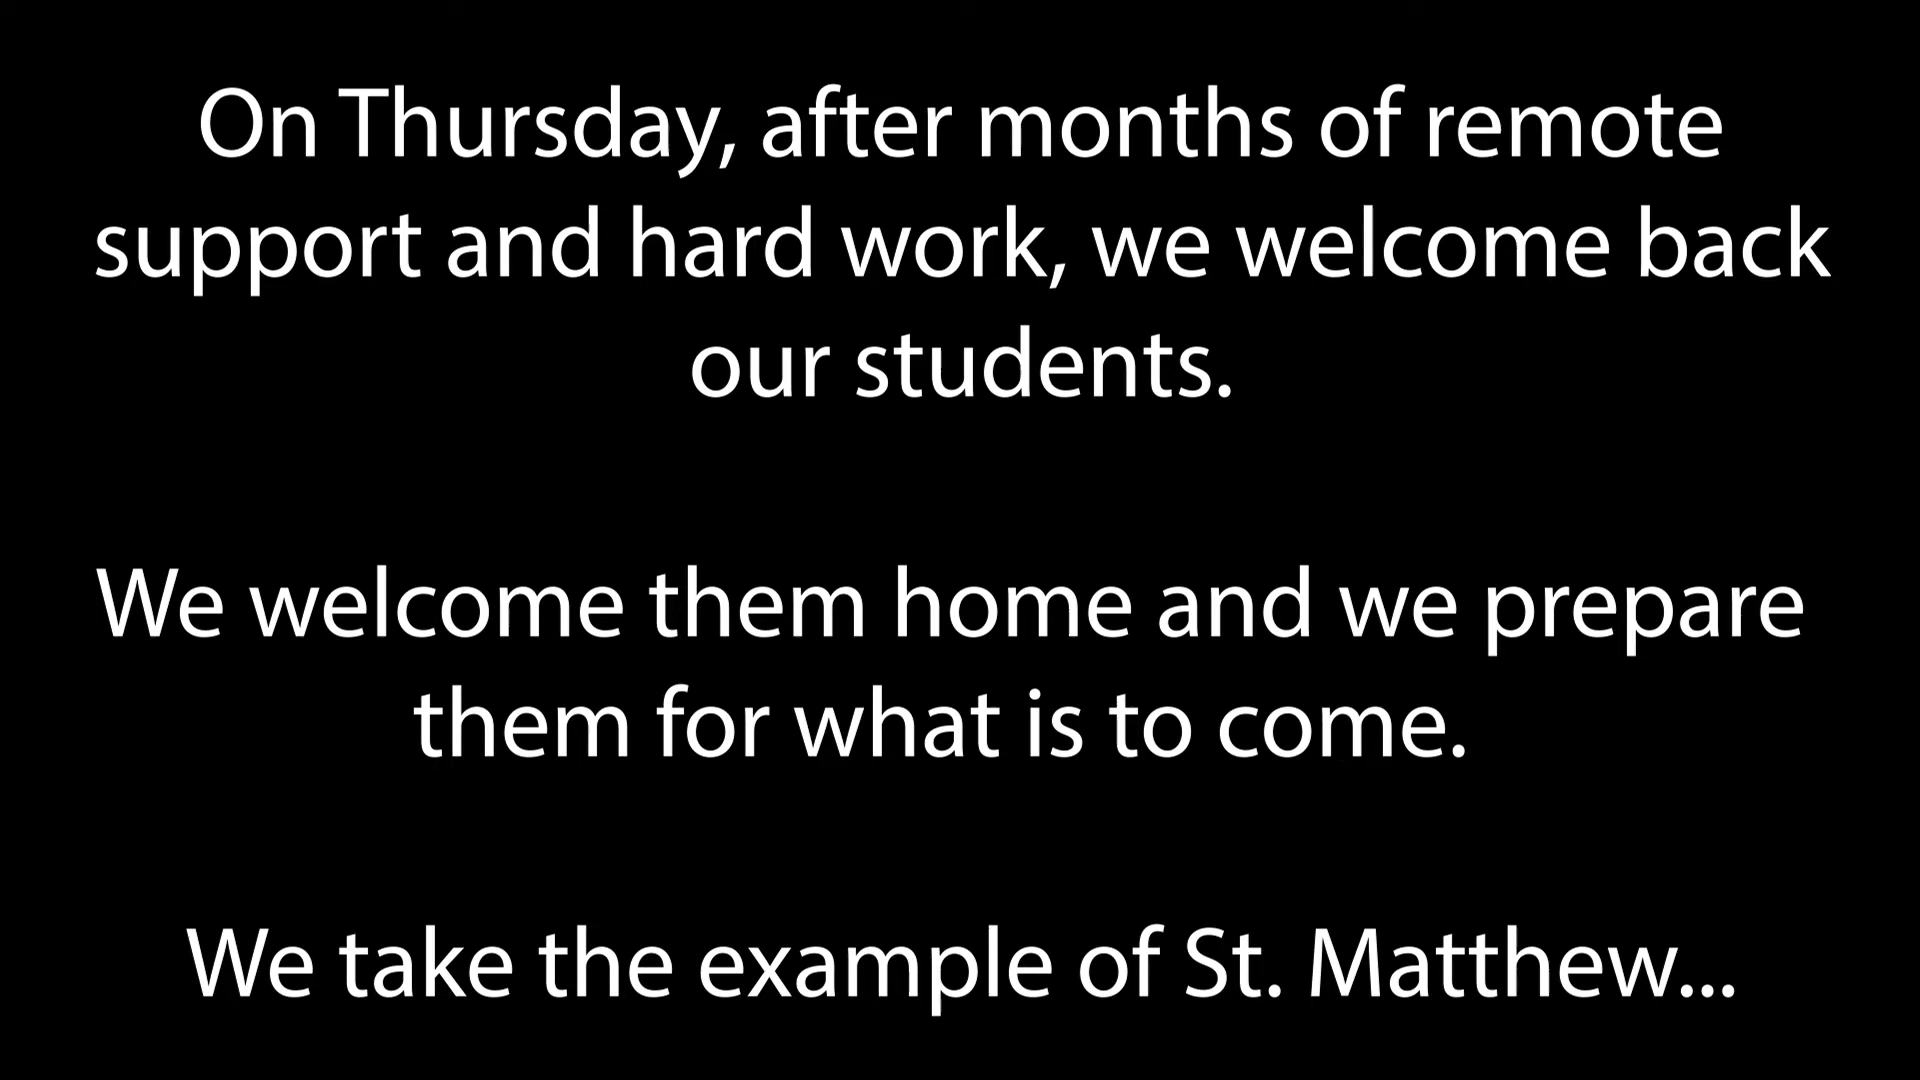 On Thursday, after months of remote
support and hard work, we welcome back
our students.
We welcome them home and we prepare
them for what is to come.
We take the example of St. Matthew...